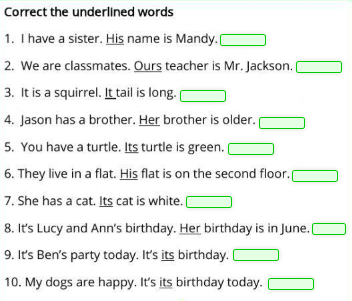 Correct the underlined words
1. I have a sister. His name is Mandy.
2. We are classmates. Ours teacher is Mr. Jackson.
3. It is a squirrel. It tail is long.
4. Jason has a brother. Her brother is older.
5. You have a turtle. Its turtle is green.
6. They live in a flat. His flat is on the second floor.
7. She has a cat. Its cat is white.
8. It's Lucy and Ann's birthday. Her birthday is in June.
9. It's Ben's party today. It's its birthday.
10. My dogs are happy. It's its birthday today.